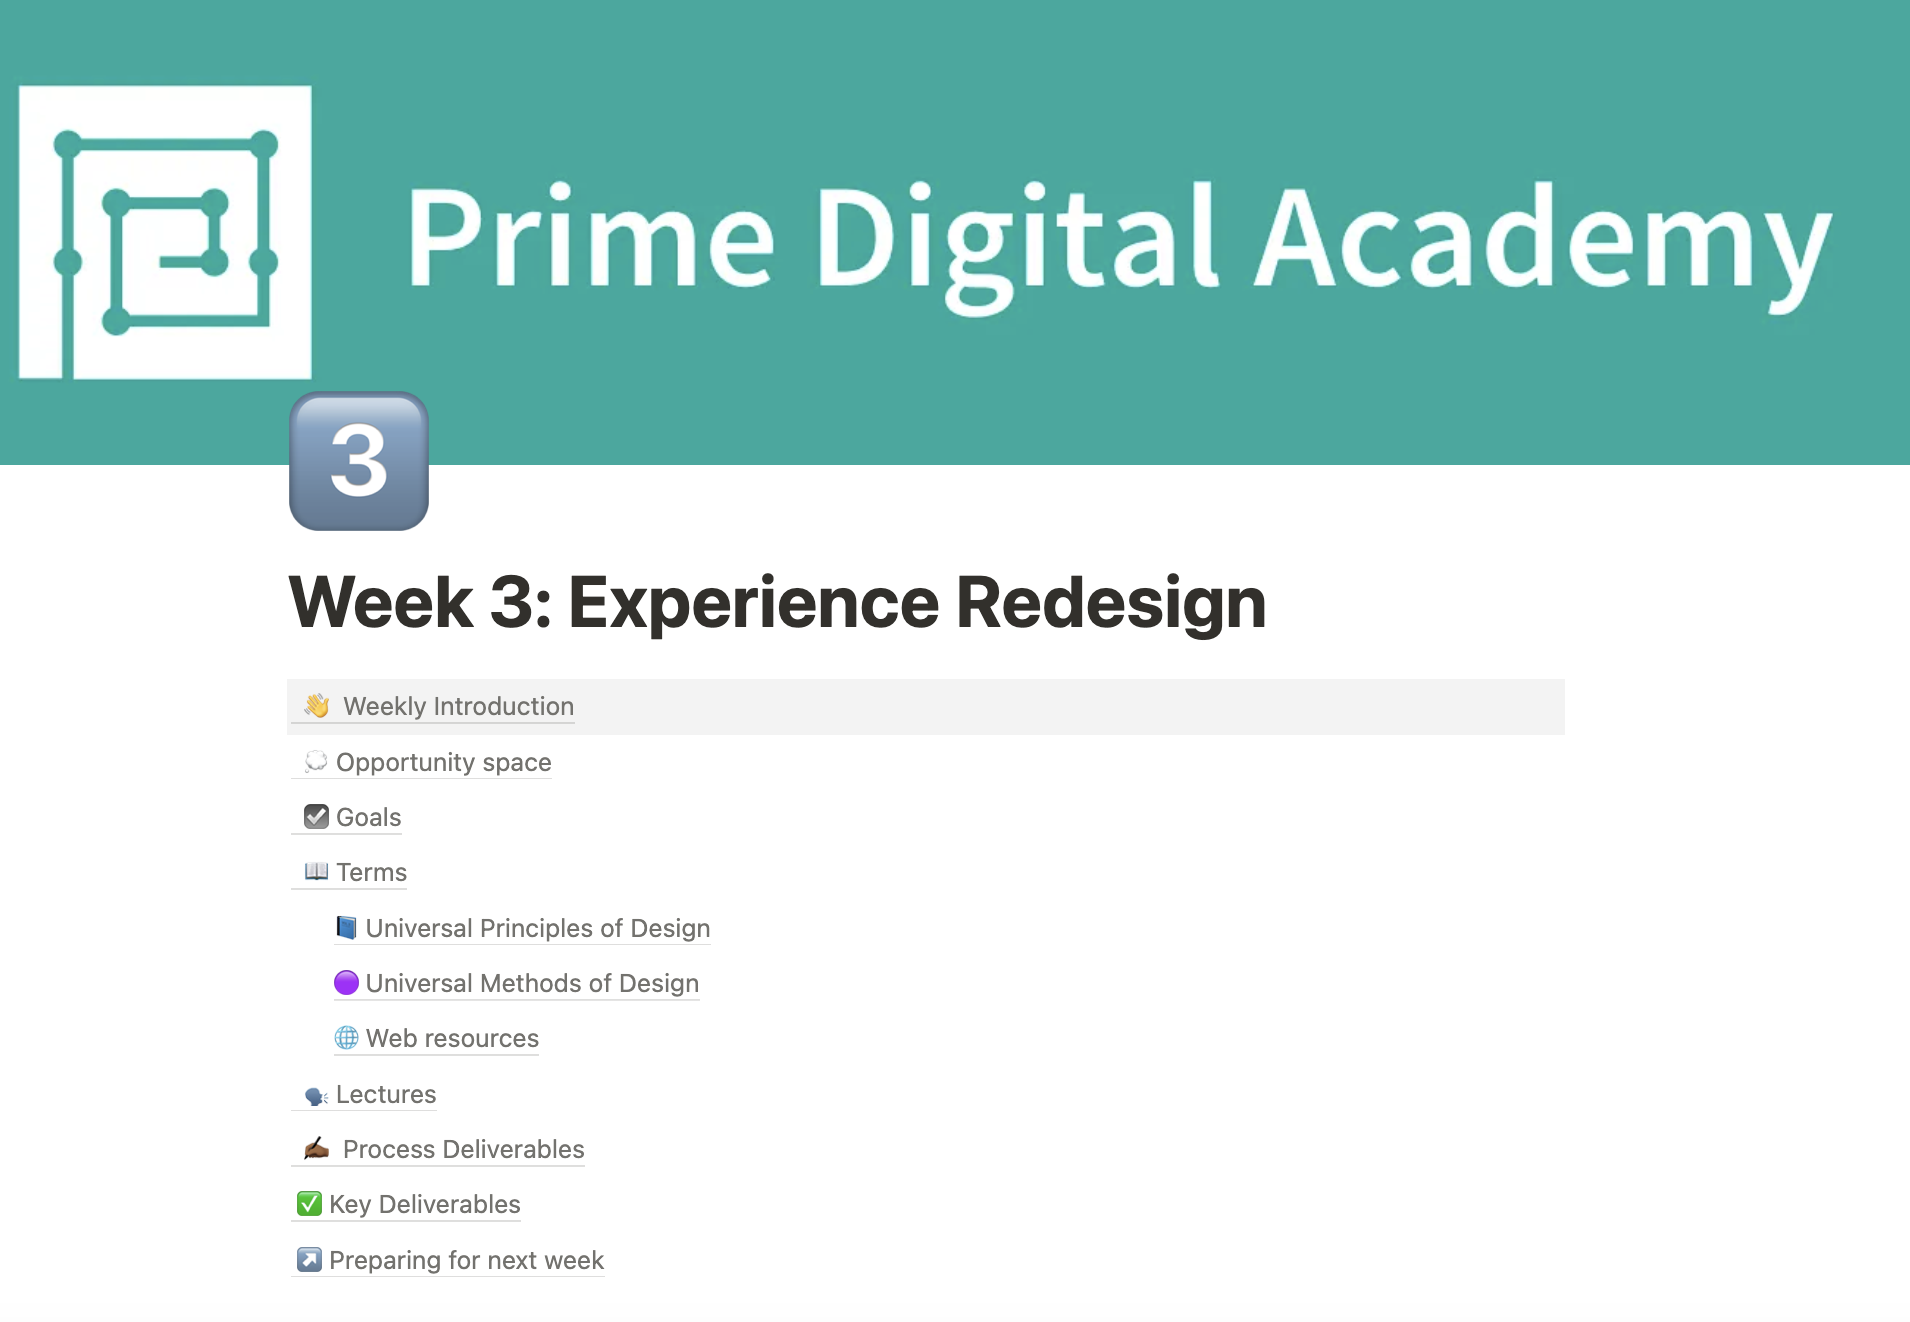 Prime Digital Academy
3
Week 3: Experience Redesign
👋 Weekly Introduction
💭 Opportunity space
☑️ Goals
📖 Terms
📘 Universal Principles of Design
🟣 Universal Methods of Design
🌐 Web resources
🗣️ Lectures
✍🏾 Process Deliverables
✅ Key Deliverables
↗️ Preparing for next week